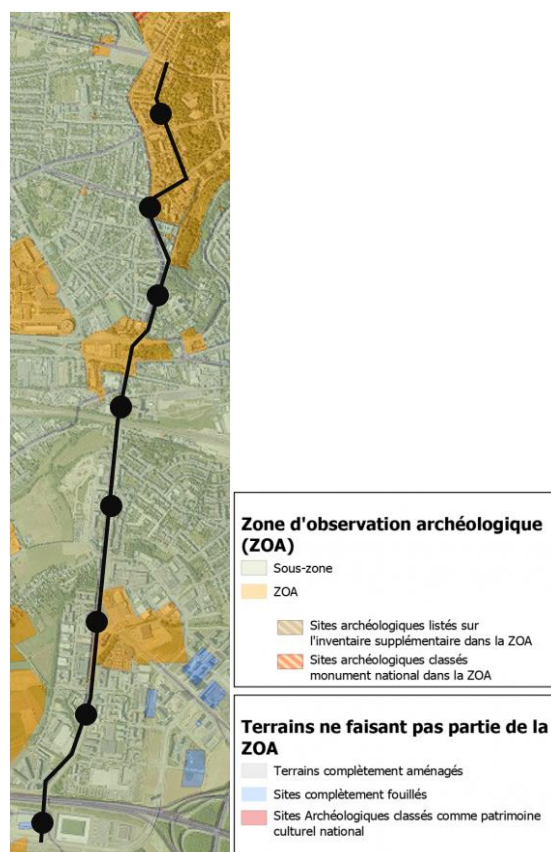 Zone d'observation archéologique
(ZOA)
Sous-zone
ZOA
Sites archéologiques listés sur
l'inventaire supplémentaire dans la ZOA
Sites archéologiques classés
monument national dans la ZOA
Terrains ne faisant pas partie de la
ZOA
Terrains complètement aménagés
Sites complètement fouillés
Sites Archéologiques classés comme patrimoine
culturel national